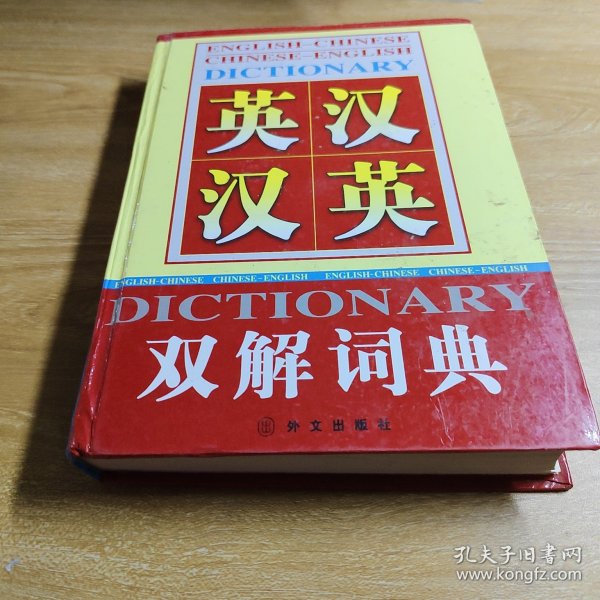 ENGLISH-CHINESE
CHINESE-ENGLISH
DICTIONARY
英汉
汉英
ENGLISH-CHINESE CHINESE-ENGLISH ENGLISH-CHINESE CHINESE-ENGLISH
DICTIONARY
双解词典
外文出版社
孔夫子旧书网
www.kongfz.com